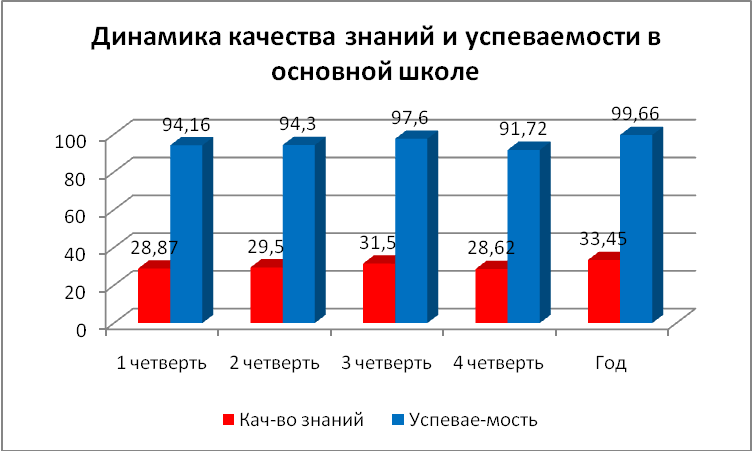 Динамика качества знаний и успеваемости в
основной школе
94,16
94,3
97,6
91,72
99,66
28,87
29,5
31,5
28,62
33,45
100
80
60
40
20
0
1 четверть
2 четверть
3 четверть
4 четверть
Год
Кач-во знаний
Успевае-мость